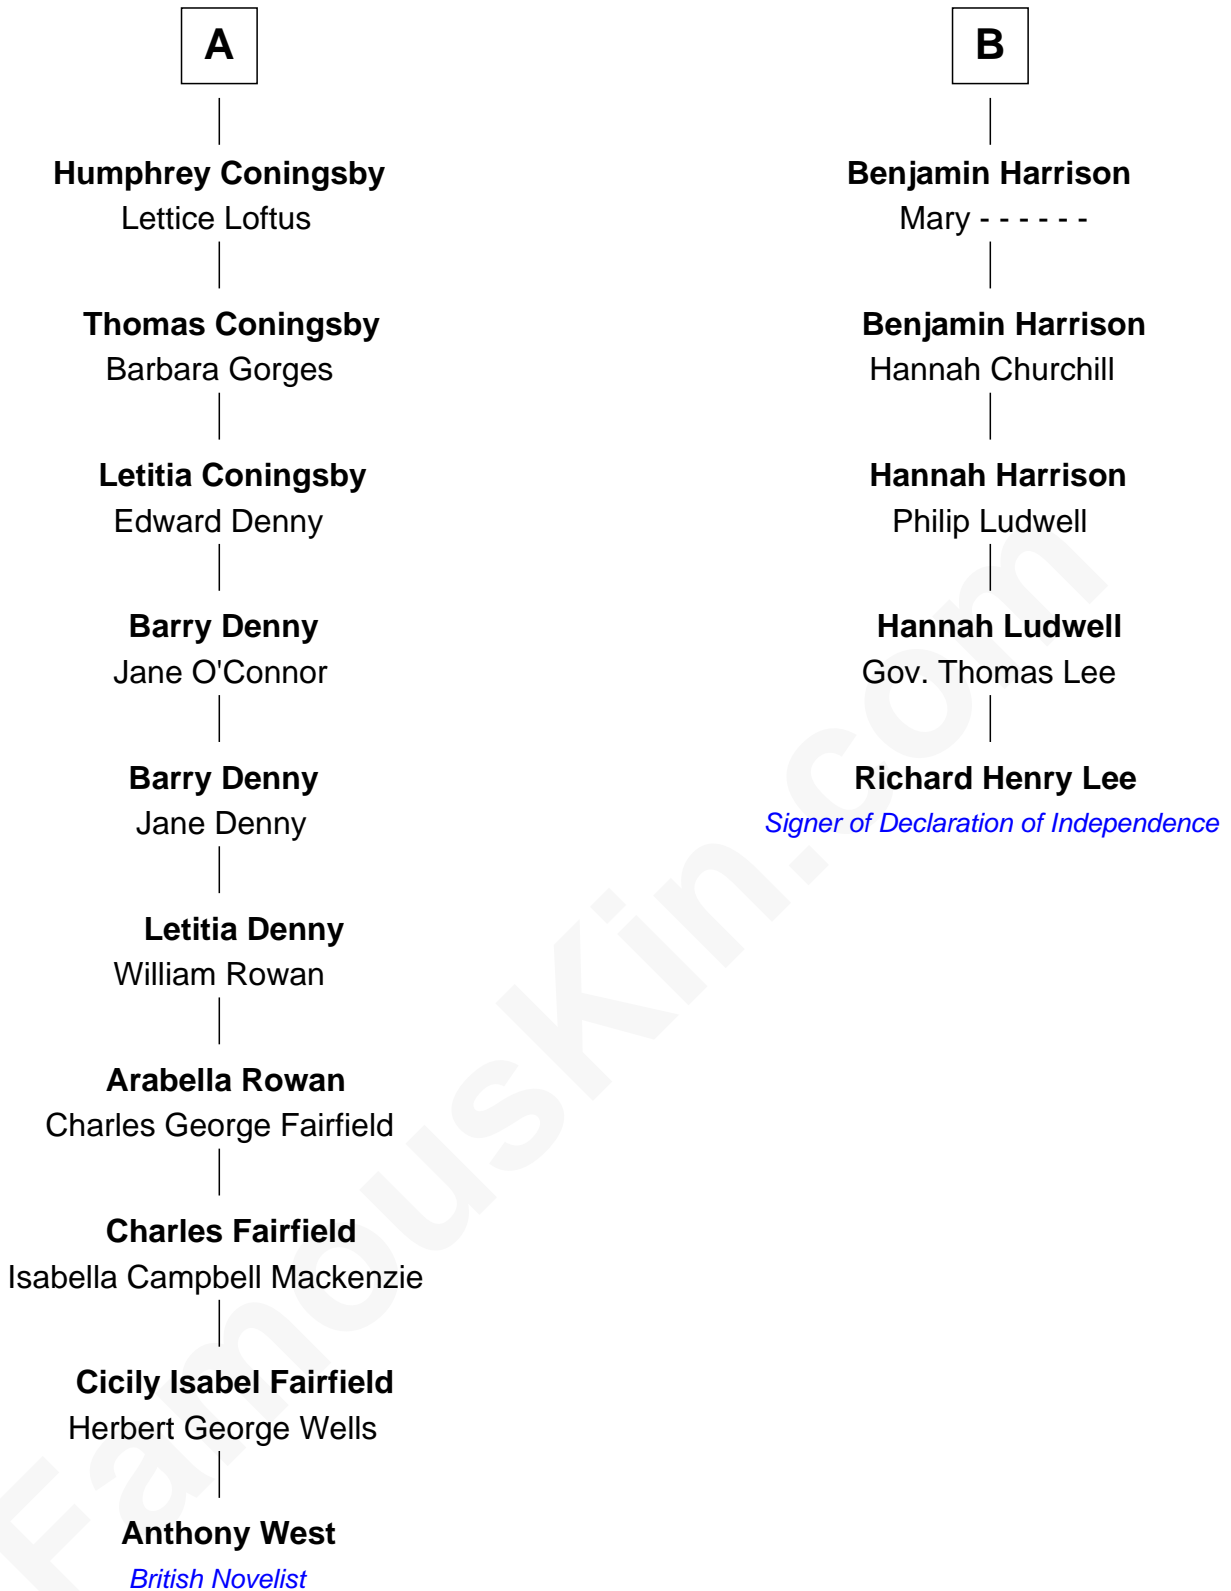 A
Humphrey Coningsby
Lettice Loftus
Thomas Coningsby
Barbara Gorges
Letitia Coningsby
Edward Denny
Barry Denny
Jane O'Connor
Barry Denny
Jane Denny
Letitia Denny
William Rowan
Arabella Rowan
Charles George Fairfield
Charles Fairfield
Isabella Campbell Mackenzie
Cicily Isabel Fairfield
Herbert George Wells
Anthony West
British Novelist
B
Benjamin Harrison
Mary - - - - - -
Benjamin Harrison
Hannah Churchill
Hannah Harrison
Philip Ludwell
Hannah Ludwell
Gov. Thomas Lee
Richard Henry Lee
Signer of Declaration of Independence
FamousKin.com